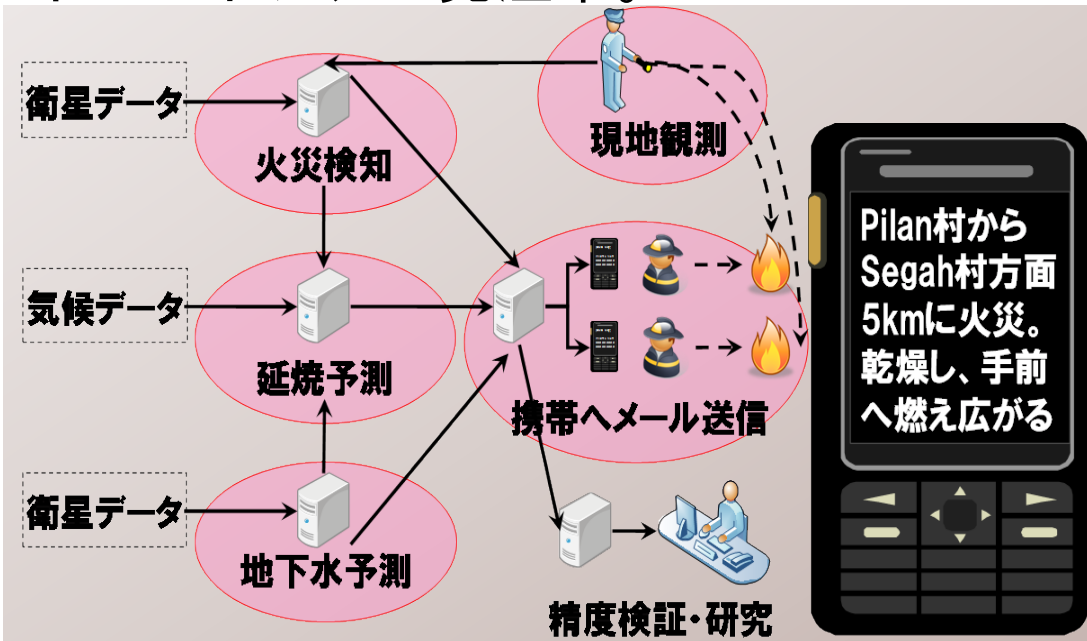 衛星データ
火災検知
現地観測
気候データ
延焼予測
携帯へメール送信
衛星データ
地下水予測
精度検証・研究
Pilan村から
Segah村方面
5kmに火災。
乾燥し、手前
へ燃え広がる